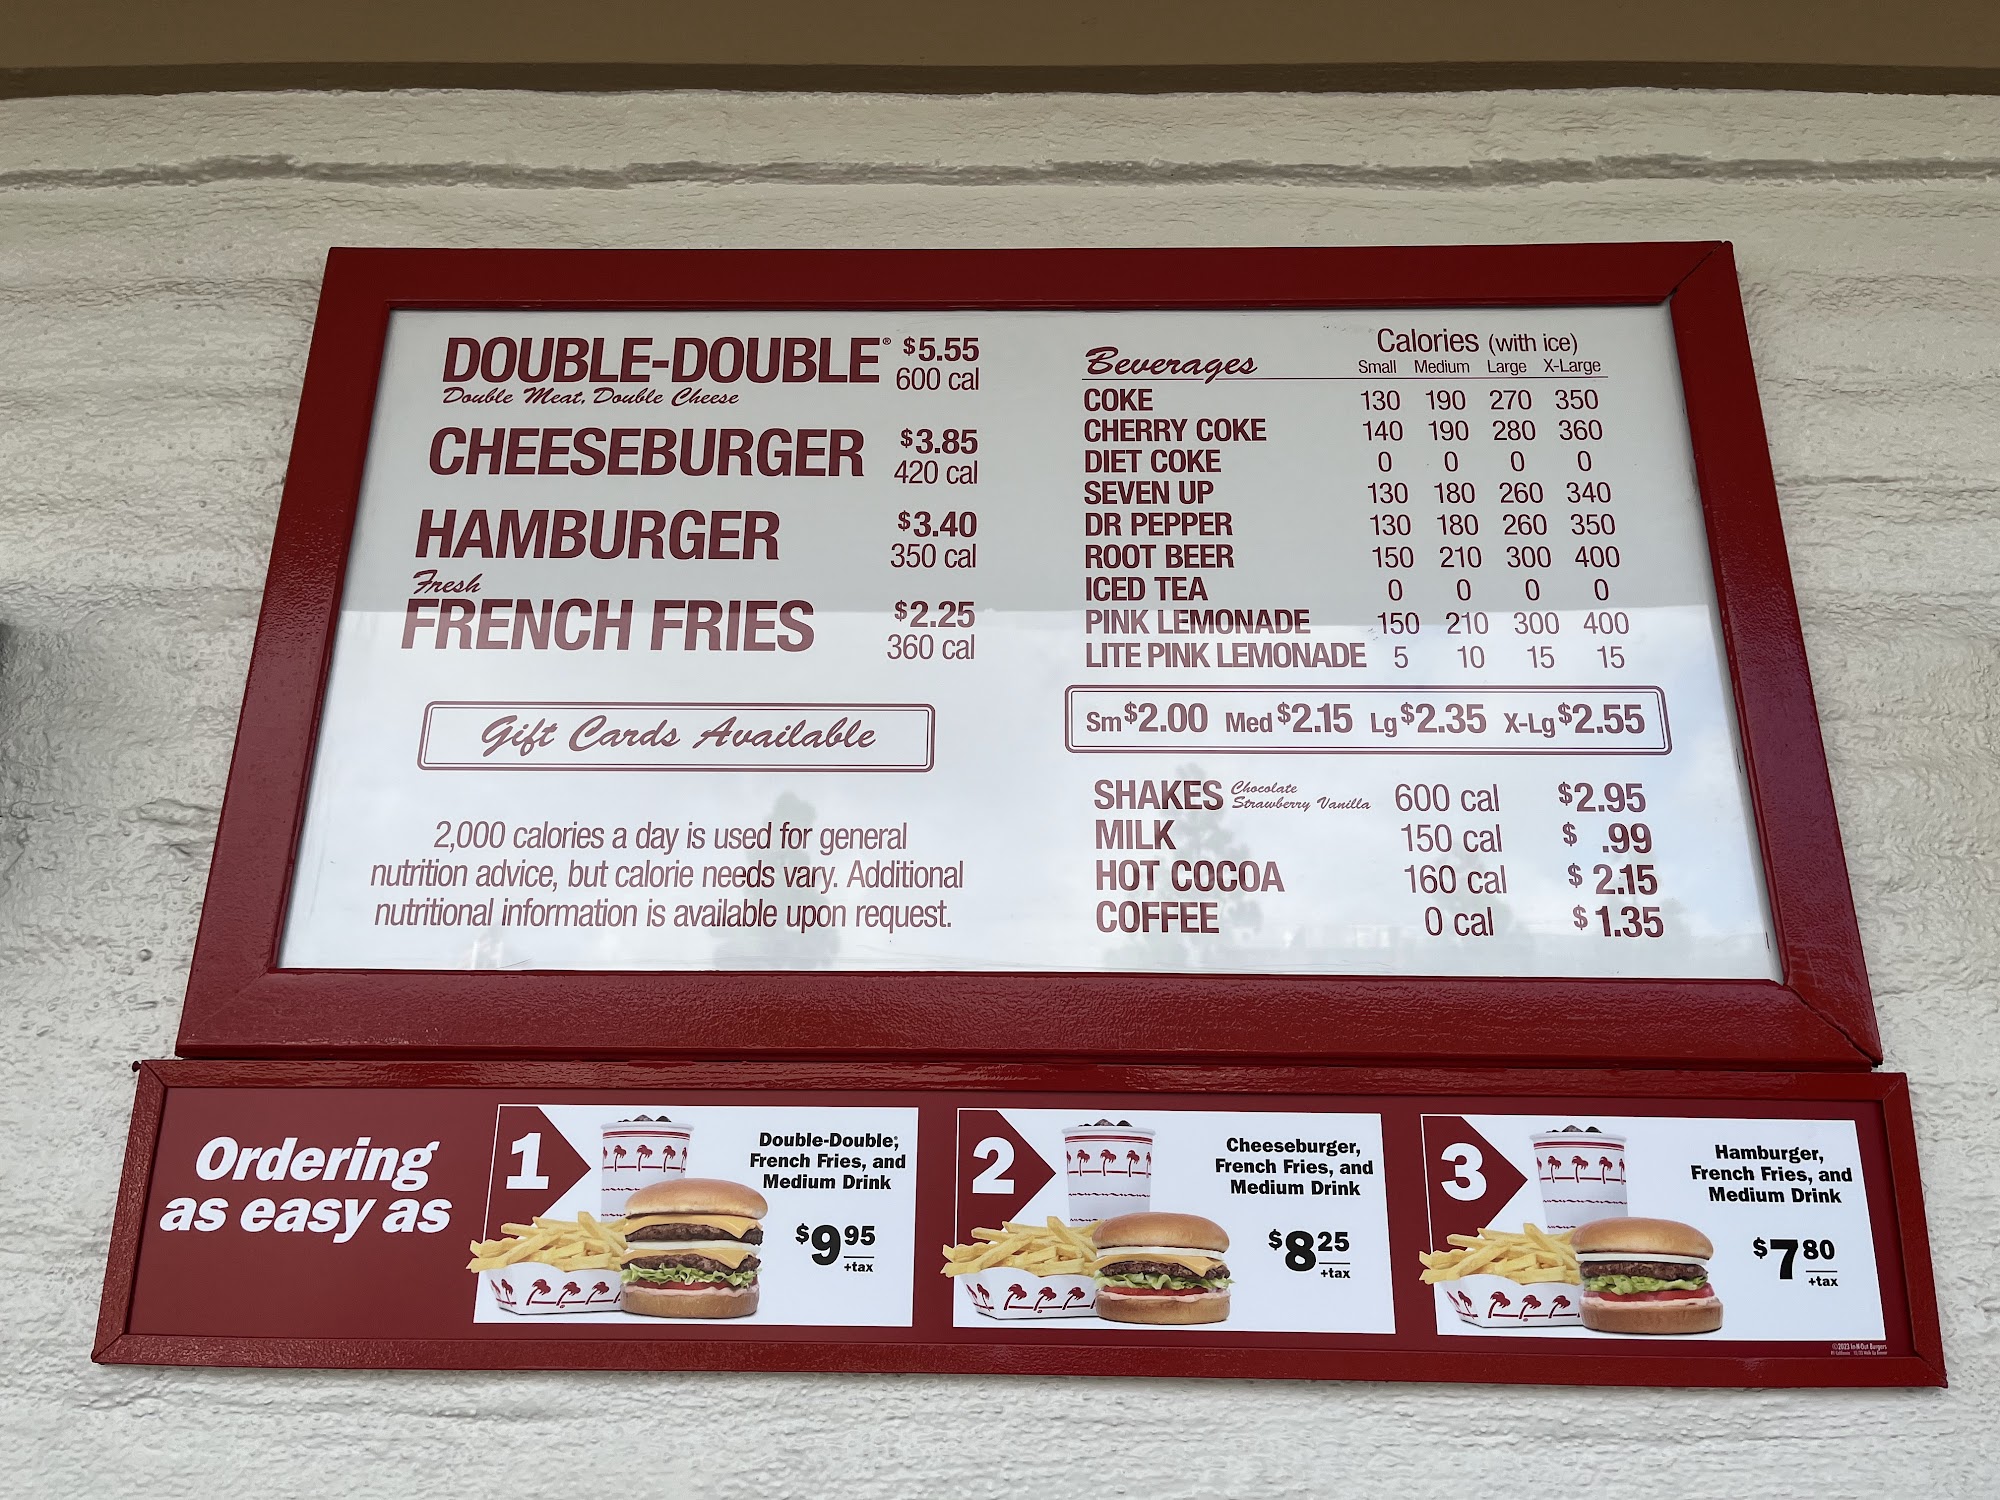 DOUBLE-DOUBLE® $5.55
Double Meat, Double Cheese 600 cal
CHEESEBURGER $3.85
420 cal
HAMBURGER $3.40
350 cal
Fresh
FRENCH FRIES $2.25
360 cal
Gift Cards Available
2,000 calories a day is used for general
nutrition advice, but calorie needs vary. Additional
nutritional information is available upon request.
Calories (with ice)
Beverages Small Medium Large X-Large
COKE 130 190 270 350
CHERRY COKE 140 190 280 360
DIET COKE 0 0 0 0
SEVEN UP 130 180 260 340
DR PEPPER 130 180 260 350
ROOT BEER 150 210 300 400
ICED TEA 0 0 0 0
PINK LEMONADE 150 210 300 400
LITE PINK LEMONADE 5 10 15 15
Sm $2.00 Med $2.15 Lg $2.35 X-Lg $2.55
SHAKES Chocolate Strawberry Vanilla 600 cal $2.95
MILK 150 cal $ .99
HOT COCOA 160 cal $ 2.15
COFFEE 0 cal $ 1.35
Ordering
as easy as
1
Double-Double,®
French Fries, and
Medium Drink
$9 95
+tax
2
Cheeseburger,
French Fries, and
Medium Drink
$8 25
+tax
3
Hamburger,
French Fries, and
Medium Drink
$7 80
+tax
©2023 In-N-Out Burgers